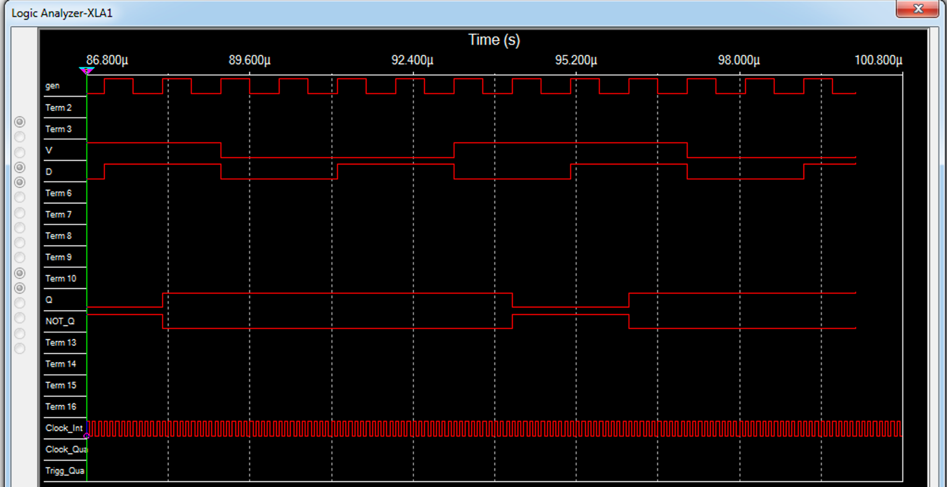 Logic Analyzer-XLA1
Time (s)
86.800μ 89.600μ 92.400μ 95.200μ 98.000μ 100.800μ
gen
Term 2
Term 3
V
D
Term 6
Term 7
Term 8
Term 9
Term 10
Q
NOT_Q
Term 13
Term 14
Term 15
Term 16
Clock_Int
Clock_Qua
Trigg_Qua